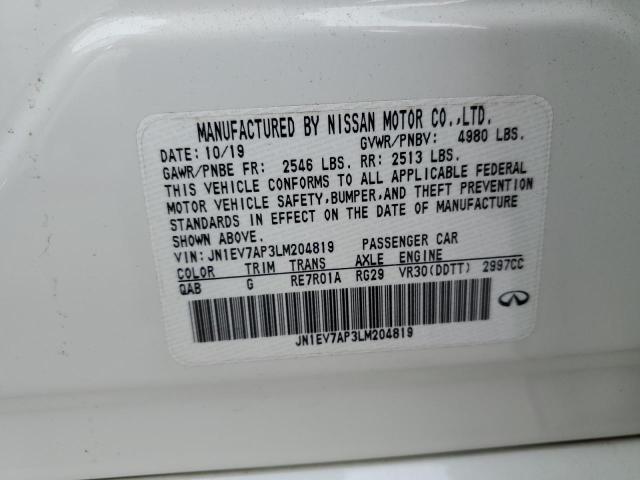 MANUFACTURED BY NISSAN MOTOR CO.,LTD.
DATE: 10/19 GVWR/PNBV: 4980 LBS.
GAWR/PNBE FR: 2546 LBS. RR: 2513 LBS.
THIS VEHICLE CONFORMS TO ALL APPLICABLE FEDERAL
MOTOR VEHICLE SAFETY,BUMPER,AND THEFT PREVENTION
STANDARDS IN EFFECT ON THE DATE OF MANUFACTURE
SHOWN ABOVE.
VIN: JN1EV7AP3LM204819 PASSENGER CAR
COLOR TRIM TRANS AXLE ENGINE
QAB G RE7R01A RG29 VR30(DDTT) 2997CC
JN1EV7AP3LM204819